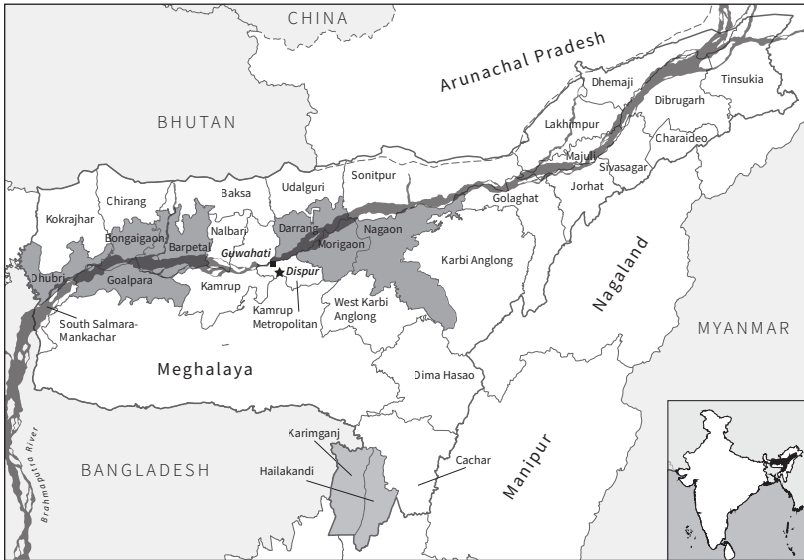 CHINA
Arunachal Pradesh
BHUTAN
Dhemaji
Tinsukia
Dibrugarh
Lakhimpur
Charaideo
Majuli
Sivasagar
Jorhat
Golaghat
Sonitpur
Udalguri
Baksa
Chirang
Kokrajhar
Nalbari
Darrang
Nagaon
Bongaigaon
Barpetal
Morigaon
Guwahati
Dispur
Karbi Anglong
Dhubri
Goalpara
Kamrup
Kamrup
Metropolitan
West Karbi
Anglong
South Salmara-
Mankachar
Nagaland
MYANMAR
Meghalaya
Dima Hasao
Karimganj
Hailakandi
Cachar
Manipur
BANGLADESH
Brahmaputra River